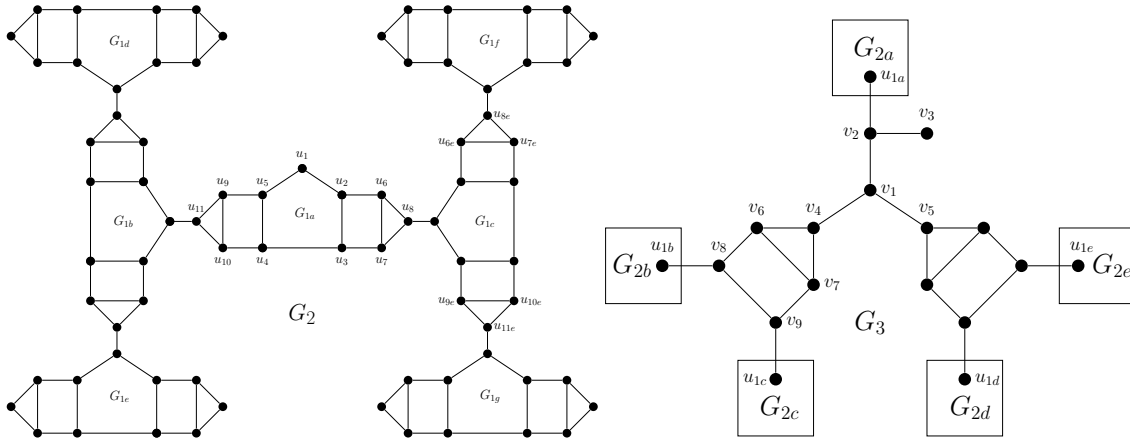 G1d
G1f
u8e
u6e
u7e
u1
u9
u5
u2
u6
u11
G1b
G1a
u8
G1c
u10
u4
u3
u7
u9e
u10e
G2
u11e
G1e
G1g
G2a
u1a
v3
v2
v1
v6
v4
v5
u1b
v8
u1e
G2b
G2e
v7
v9
G3
u1c
u1d
G2c
G2d